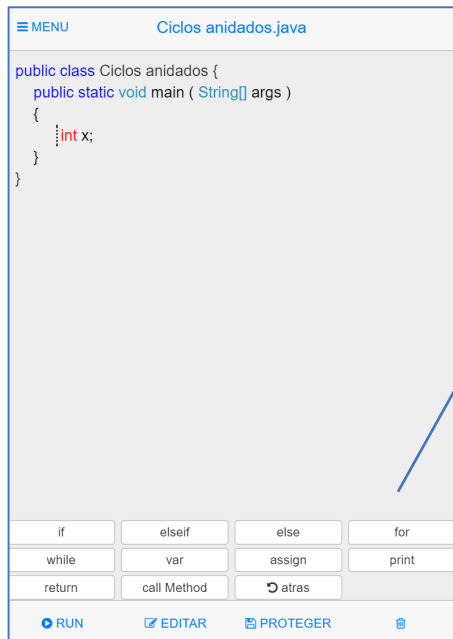 MENU Ciclos anidados.java
public class Ciclos anidados {
public static void main ( String[] args )
{
int x;
}
}
if elseif else for
while var assign print
return call Method atras
RUN EDITAR PROTEGER